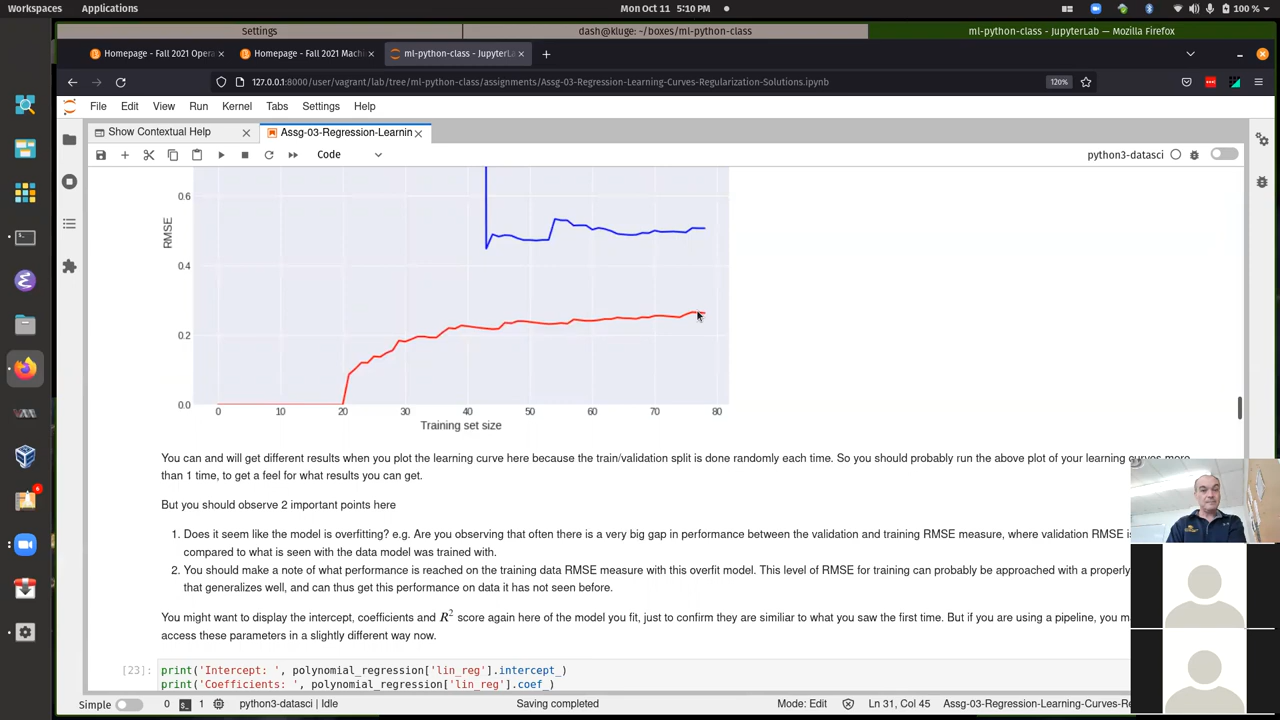 Workspaces Applications Mon Oct 11 5:10 PM 100 %
Settings dash@kluge: ~/boxes/ml-python-class ml-python-class - JupyterLab — Mozilla Firefox
Homepage - Fall 2021 Opera Homepage - Fall 2021 Machi ml-python-class - JupyterLab
127.0.0.1:8000/user/vagrant/lab/tree/ml-python-class/assignments/Assg-03-Regression-Learning-Curves-Regularization-Solutions.ipynb 120%
File Edit View Run Kernel Tabs Settings Help
Show Contextual Help Assg-03-Regression-Learnin
Code python3-datasci
0.6
RMSE
0.4
0.2
0.0
0 10 20 30 40 50 60 70 80
Training set size
You can and will get different results when you plot the learning curve here because the train/validation split is done randomly each time. So you should probably run the above plot of your learning curves more
than 1 time, to get a feel for what results you can get.
But you should observe 2 important points here
1. Does it seem like the model is overfitting? e.g. Are you observing that often there is a very big gap in performance between the validation and training RMSE measure, where validation RMSE is
compared to what is seen with the data model was trained with.
2. You should make a note of what performance is reached on the training data RMSE measure with this overfit model. This level of RMSE for training can probably be approached with a properly
that generalizes well, and can thus get this performance on data it has not seen before.
You might want to display the intercept, coefficients and R² score again here of the model you fit, just to confirm they are similiar to what you saw the first time. But if you are using a pipeline, you
access these parameters in a slightly different way now.
[23]: print('Intercept: ', polynomial_regression['lin_reg'].intercept_)
print('Coefficients: ', polynomial_regression['lin_reg'].coef_)
Simple 0 1 python3-datasci | Idle Saving completed Mode: Edit Ln 31, Col 45 Assg-03-Regression-Learning-Curves-Re